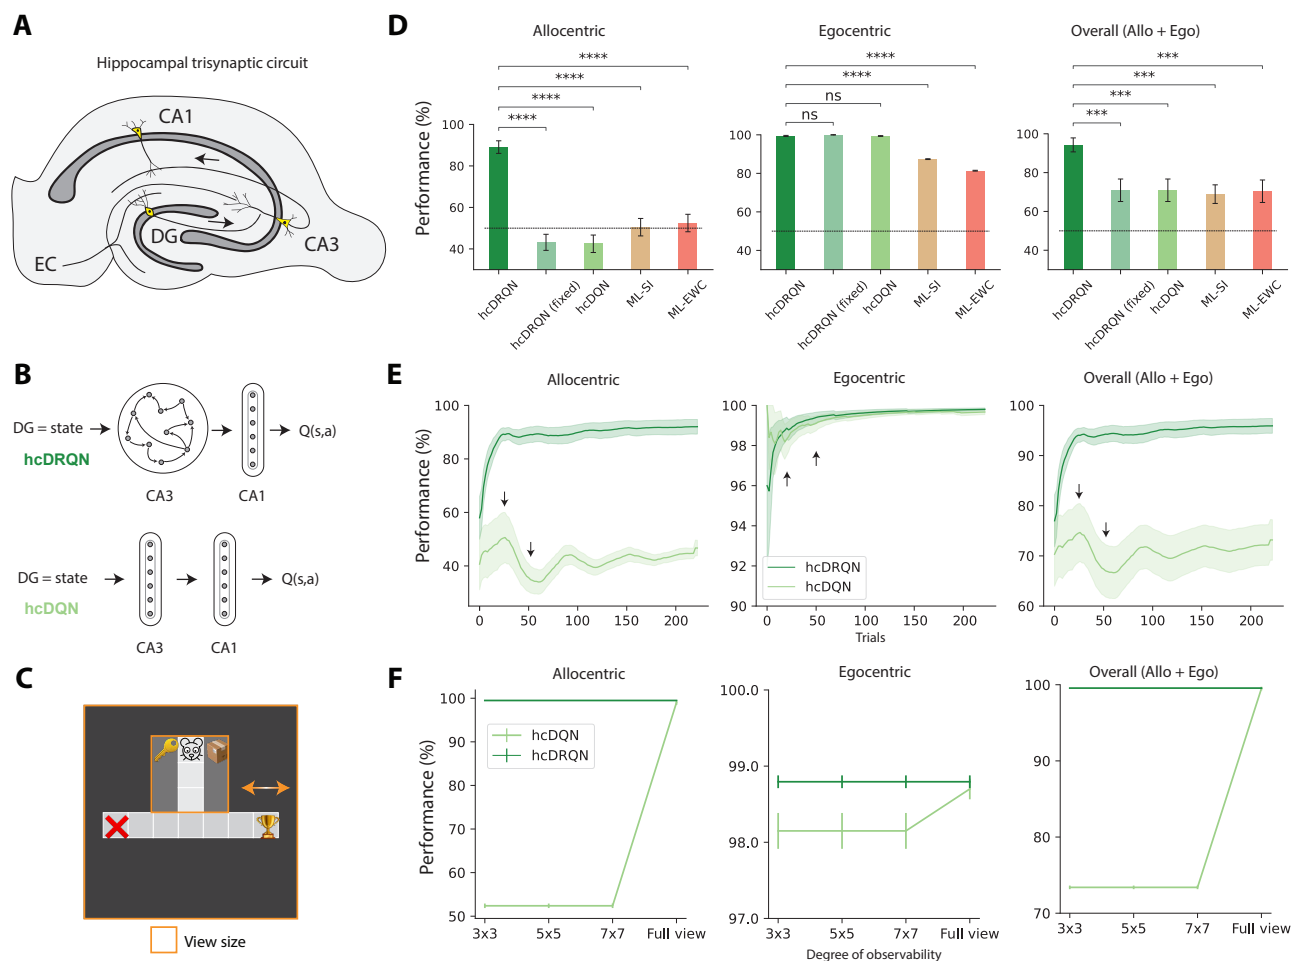 A
Hippocampal trisynaptic circuit
CA1
DG
CA3
EC
B
DG = state
Q(s,a)
hcDRQN
CA3
CA1
DG = state
Q(s,a)
hcDQN
CA3
CA1
C
View size
D
Allocentric
Egocentric
Overall (Allo + Ego)
Performance (%)
100
80
60
40
****
****
****
****
hcDRQN
hcDRQN (fixed)
hcDQN
ML-SI
ML-EWC
100
80
60
40
****
****
ns
ns
hcDRQN
hcDRQN (fixed)
hcDQN
ML-SI
ML-EWC
100
80
60
40
***
***
***
***
hcDRQN
hcDRQN (fixed)
hcDQN
ML-SI
ML-EWC
E
Allocentric
Egocentric
Overall (Allo + Ego)
Performance (%)
100
80
60
40
0
50
100
150
200
100
98
96
94
92
90
hcDRQN
hcDQN
0
50
100
150
200
Trials
100
90
80
70
60
0
50
100
150
200
F
Allocentric
Egocentric
Overall (Allo + Ego)
Performance (%)
100
90
80
70
60
50
hcDQN
hcDRQN
3x3
5x5
7x7
Full view
100.0
99.0
98.0
97.0
3x3
5x5
7x7
Full view
Degree of observability
100
90
80
70
3x3
5x5
7x7
Full view